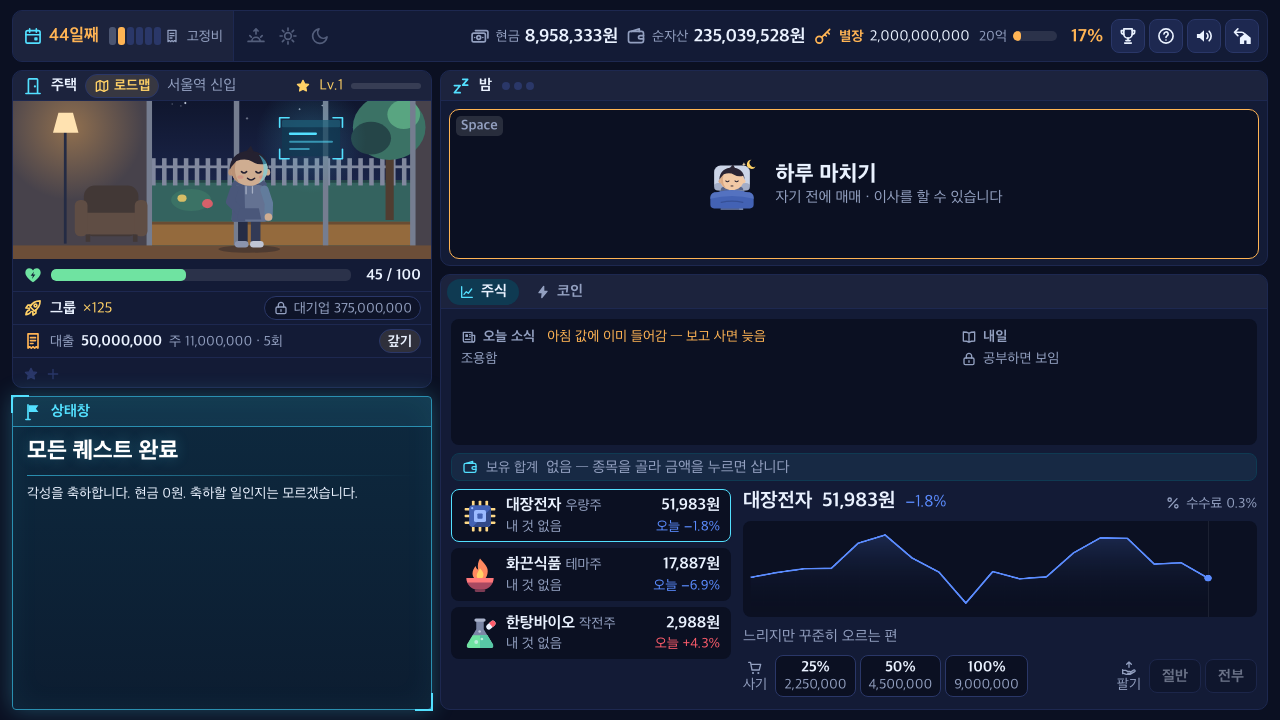 44일째 고정비 현금 8,958,333원 순자산 235,039,528원 별장 2,000,000,000 20억 17%
주택 로드맵 서울역 신입 Lv.1
45 / 100
그룹 ×125 대기업 375,000,000
대출 50,000,000 주 11,000,000 · 5회 갚기
상태창
모든 퀘스트 완료
각성을 축하합니다. 현금 0원. 축하할 일인지는 모르겠습니다.
zz 밤
Space
하루 마치기
자기 전에 매매 · 이사를 할 수 있습니다
주식 코인
오늘 소식 아침 값에 이미 들어감 — 보고 사면 늦음
조용함
내일
공부하면 보임
보유 합계 없음 — 종목을 골라 금액을 누르면 삽니다
대장전자 우량주 51,983원
내 것 없음 오늘 −1.8%
화끈식품 테마주 17,887원
내 것 없음 오늘 −6.9%
한탕바이오 작전주 2,988원
내 것 없음 오늘 +4.3%
대장전자 51,983원 −1.8% 수수료 0.3%
느리지만 꾸준히 오르는 편
사기
25%
2,250,000
50%
4,500,000
100%
9,000,000
팔기
절반
전부